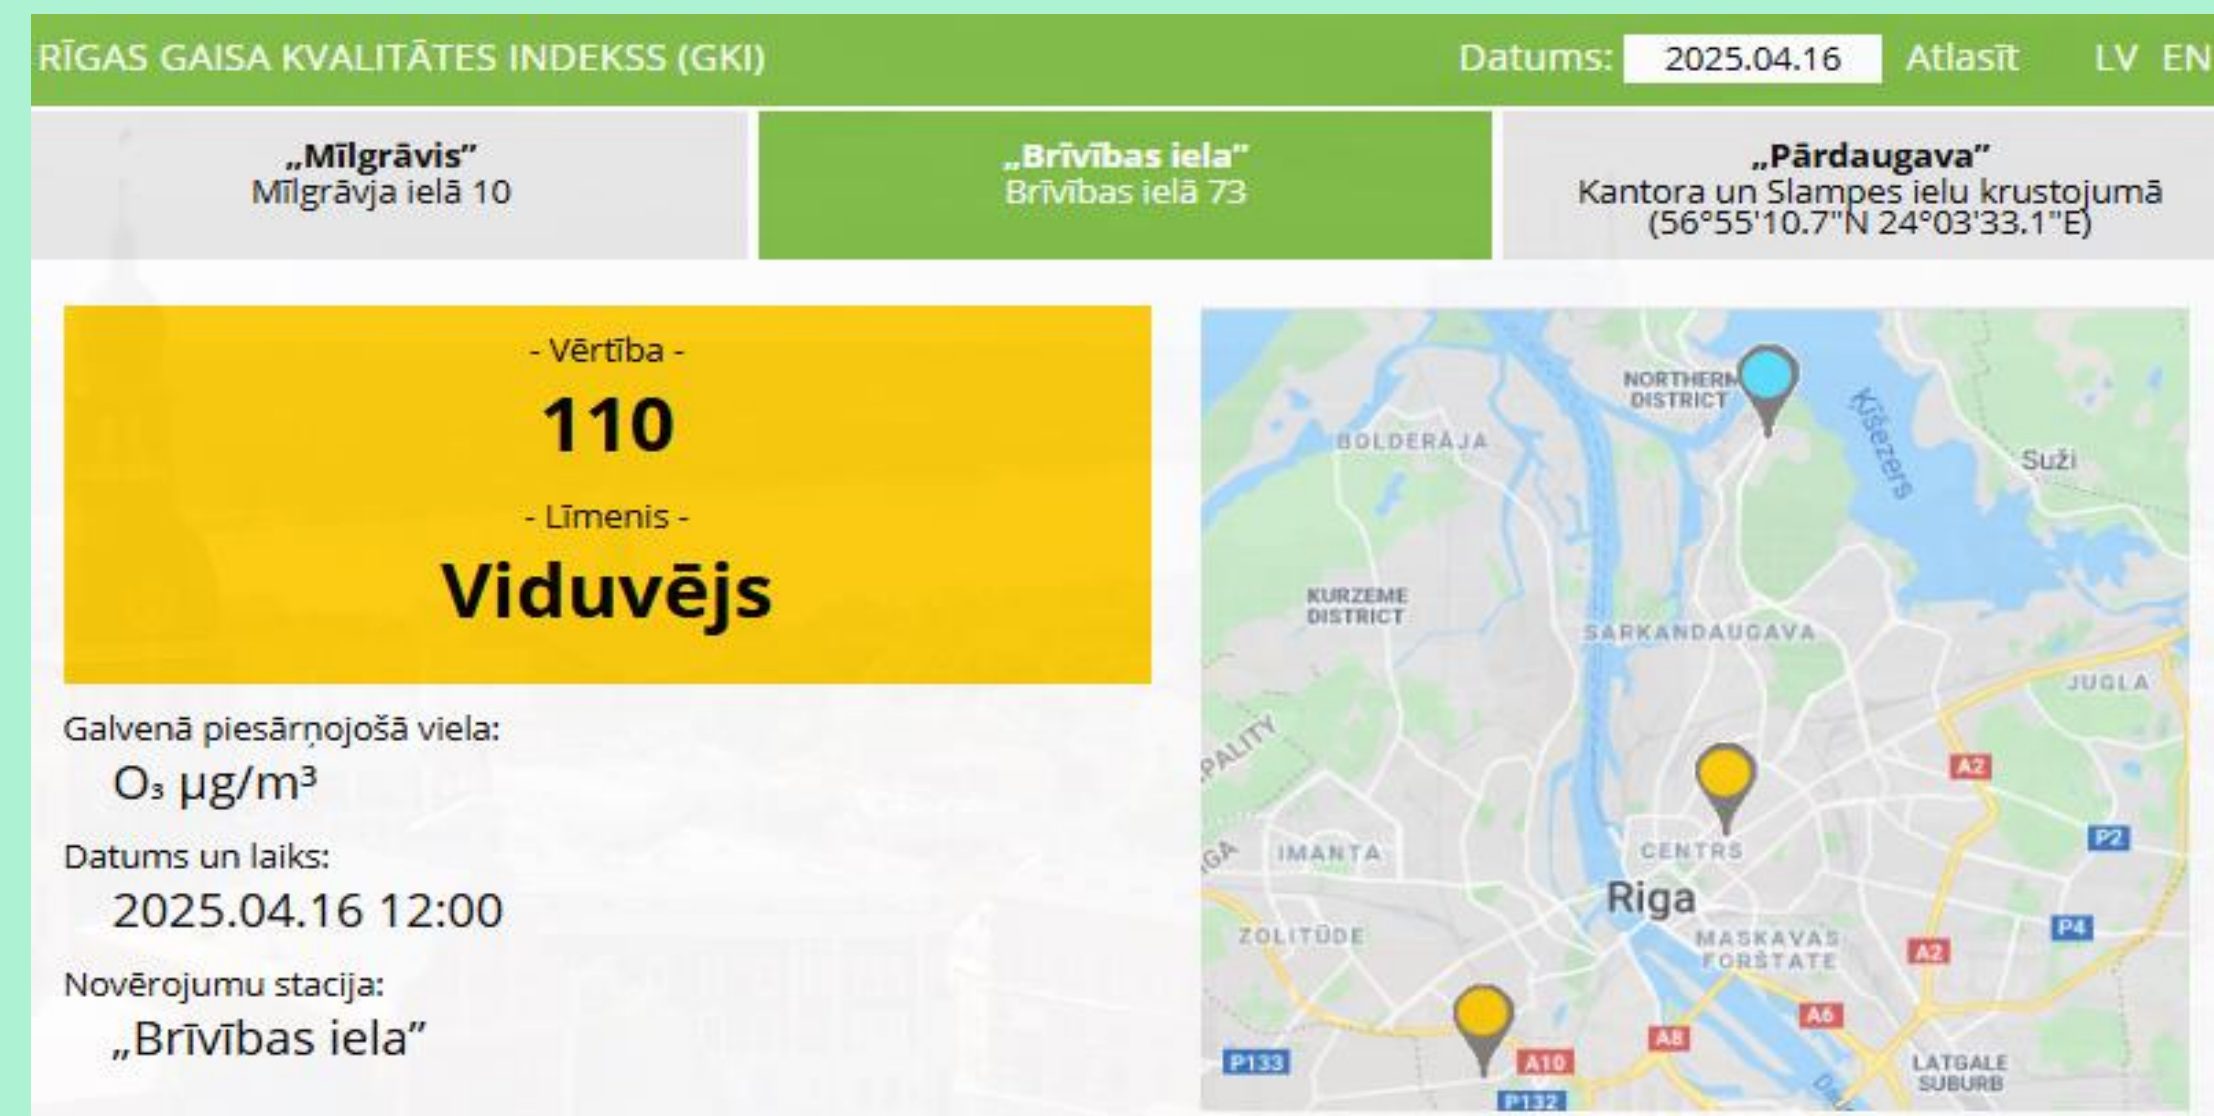 RĪGAS GAISA KVALITĀTES INDEKSS (GKI)
Datums: 2025.04.16 Atlasīt LV EN
„Mīlgrāvis”
Mīlgrāvja ielā 10
„Brīvības iela”
Brīvības ielā 73
„Pārdaugava”
Kantora un Slampes ielu krustojumā
(56°55'10.7"N 24°03'33.1"E)
- Vērtība -
110
- Līmenis -
Viduvējs
Galvenā piesārņojošā viela:
O₃ µg/m³
Datums un laiks:
2025.04.16 12:00
Novērojumu stacija:
„Brīvības iela”
NORTHERN
DISTRICT
Ķīšezers
BOLDERĀJA
Suži
KURZEME
DISTRICT
SARKANDAUGAVA
JUGLA
A2
P2
IMANTA
CENTRS
Riga
ZOLITŪDE
MASKAVAS
FORŠTATE
A2
P4
A6
A8
P133
A10
P132
LATGALE
SUBURB